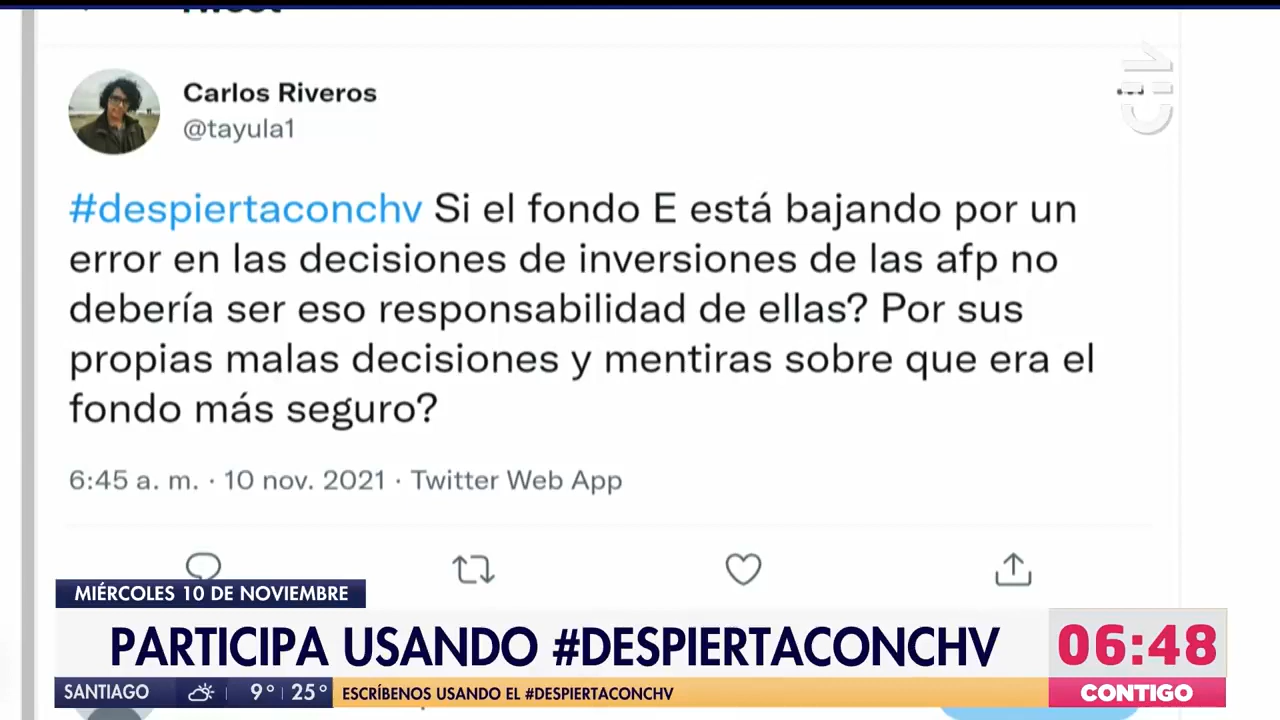 Tweet
Carlos Riveros
@tayula1
CHV
#despiertaconchv Si el fondo E está bajando por un
error en las decisiones de inversiones de las afp no
debería ser eso responsabilidad de ellas? Por sus
propias malas decisiones y mentiras sobre que era el
fondo más seguro?
6:45 a. m. · 10 nov. 2021 · Twitter Web App
MIÉRCOLES 10 DE NOVIEMBRE
PARTICIPA USANDO #DESPIERTACONCHV
06:48
SANTIAGO 9° 25° ESCRÍBENOS USANDO EL #DESPIERTACONCHV
CONTIGO